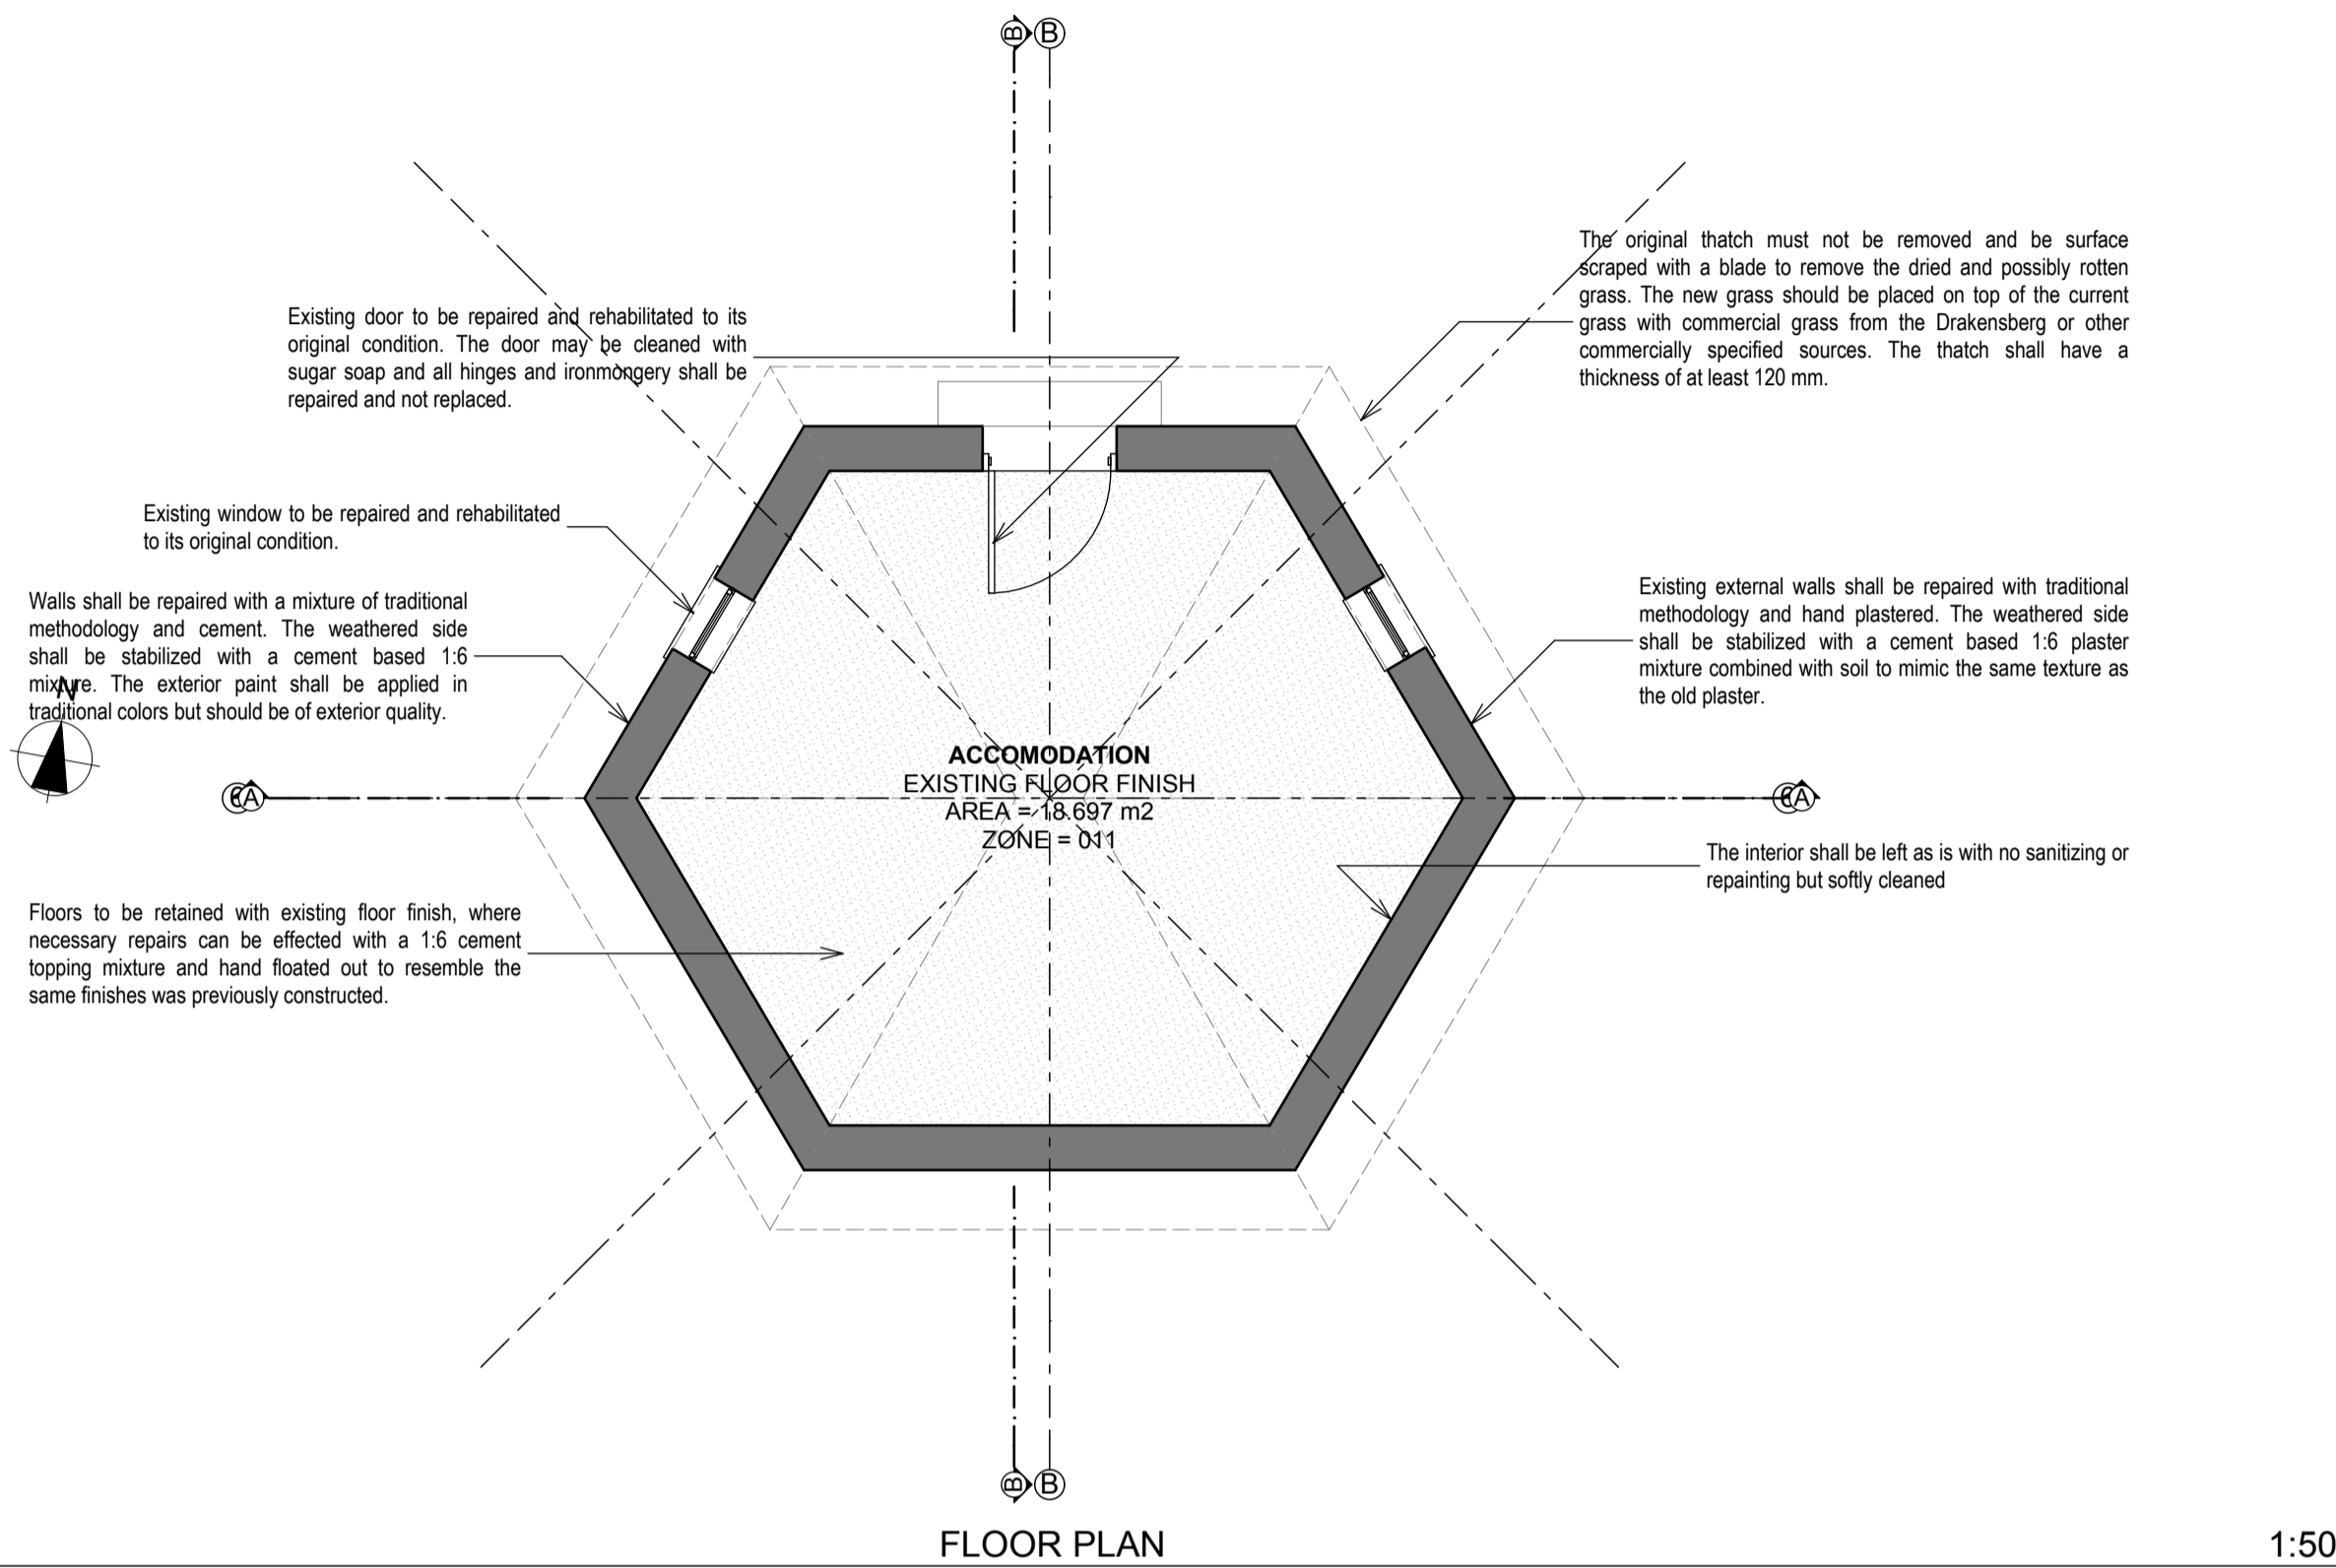 B B
The original thatch must not be removed and be surface
scraped with a blade to remove the dried and possibly rotten
grass. The new grass should be placed on top of the current
grass with commercial grass from the Drakensberg or other
commercially specified sources. The thatch shall have a
thickness of at least 120 mm.
Existing door to be repaired and rehabilitated to its
original condition. The door may be cleaned with
sugar soap and all hinges and ironmongery shall be
repaired and not replaced.
Existing window to be repaired and rehabilitated
to its original condition.
Walls shall be repaired with a mixture of traditional
methodology and cement. The weathered side
shall be stabilized with a cement based 1:6
mixture. The exterior paint shall be applied in
traditional colors but should be of exterior quality.
N
Existing external walls shall be repaired with traditional
methodology and hand plastered. The weathered side
shall be stabilized with a cement based 1:6 plaster
mixture combined with soil to mimic the same texture as
the old plaster.
ACCOMODATION
EXISTING FLOOR FINISH
AREA = 18.697 m2
ZONE = 011
A
A
The interior shall be left as is with no sanitizing or
repainting but softly cleaned
Floors to be retained with existing floor finish, where
necessary repairs can be effected with a 1:6 cement
topping mixture and hand floated out to resemble the
same finishes was previously constructed.
B B
FLOOR PLAN
1:50